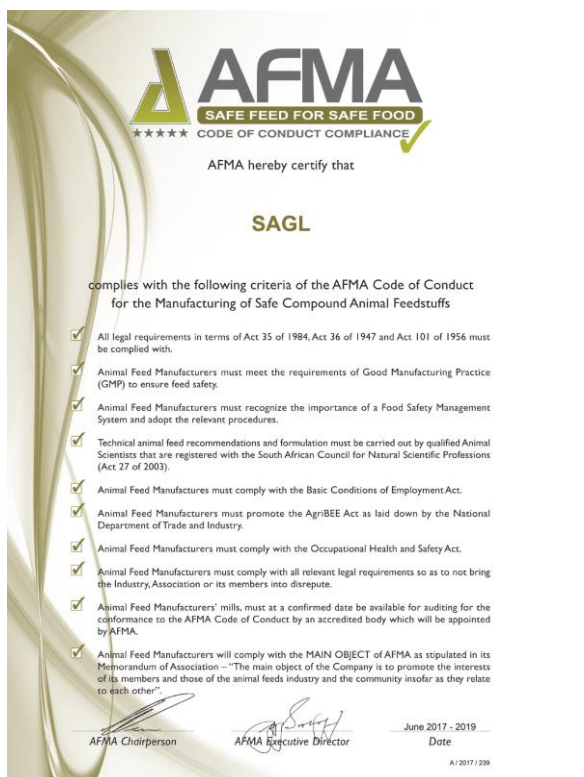 AFMA
SAFE FEED FOR SAFE FOOD
CODE OF CONDUCT COMPLIANCE
AFMA hereby certify that
SAGL
complies with the following criteria of the AFMA Code of Conduct
for the Manufacturing of Safe Compound Animal Feedstuffs
All legal requirements in terms of Act 35 of 1984, Act 36 of 1947 and Act 101 of 1956 must
be complied with.
Animal Feed Manufacturers must meet the requirements of Good Manufacturing Practice
(GMP) to ensure feed safety.
Animal Feed Manufacturers must recognize the importance of a Food Safety Management
System and adopt the relevant procedures.
Technical animal feed recommendations and formulation must be carried out by qualified Animal
Scientists that are registered with the South African Council for Natural Scientific Professions
(Act 27 of 2003).
Animal Feed Manufactures must comply with the Basic Conditions of Employment Act.
Animal Feed Manufacturers must promote the AgriBEE Act as laid down by the National
Department of Trade and Industry.
Animal Feed Manufacturers must comply with the Occupational Health and Safety Act.
Animal Feed Manufacturers must comply with all relevant legal requirements so as to not bring
the Industry, Association or its members into disrepute.
Animal Feed Manufacturers' mills, must at a confirmed date be available for auditing for the
conformance to the AFMA Code of Conduct by an accredited body which will be appointed
by AFMA.
Animal Feed Manufacturers will comply with the MAIN OBJECT of AFMA as stipulated in its
Memorandum of Association – "The main object of the Company is to promote the interests
of its members and those of the animal feeds industry and the community insofar as they relate
to each other".
June 2017 - 2019
AFMA Chairperson AFMA Executive Director Date
A / 2017 / 239